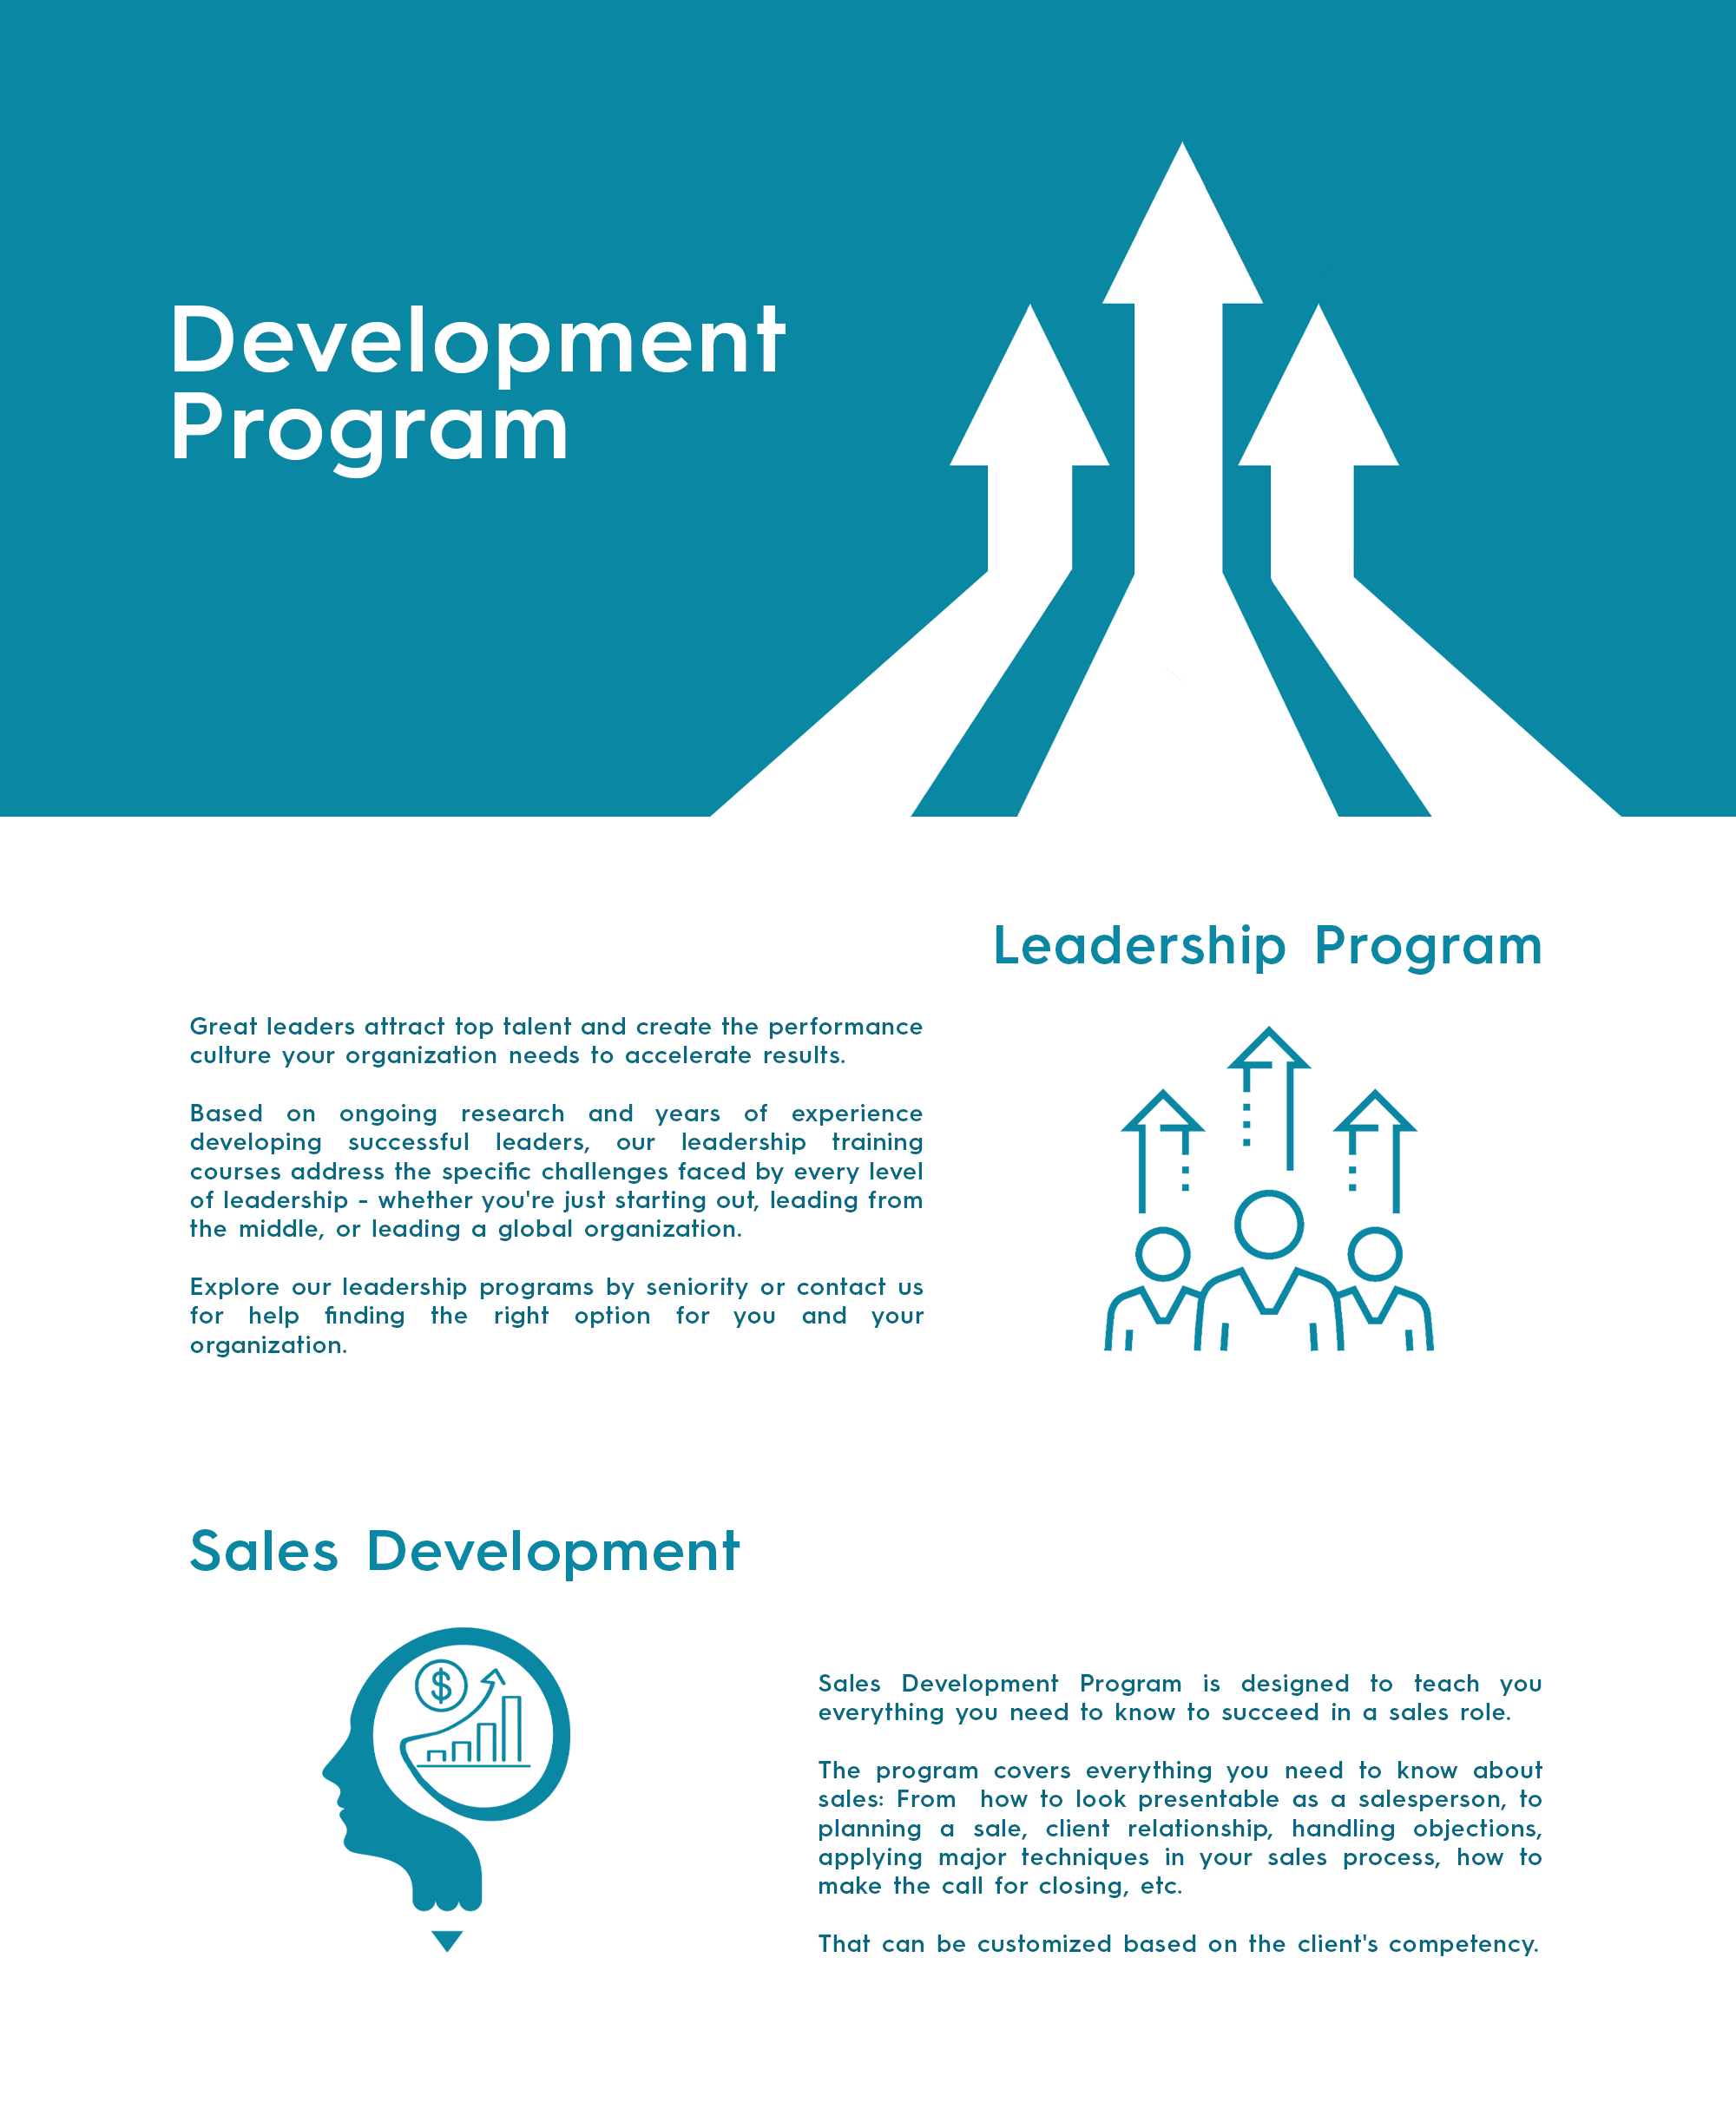 Development
Program
Leadership Program
Great leaders attract top talent and create the performance
culture your organization needs to accelerate results.
Based on ongoing research and years of experience
developing successful leaders, our leadership training
courses address the specific challenges faced by every level
of leadership - whether you're just starting out, leading from
the middle, or leading a global organization.
Explore our leadership programs by seniority or contact us
for help finding the right option for you and your
organization.
Sales Development
$
Sales Development Program is designed to teach you
everything you need to know to succeed in a sales role.
The program covers everything you need to know about
sales: From how to look presentable as a salesperson, to
planning a sale, client relationship, handling objections,
applying major techniques in your sales process, how to
make the call for closing, etc.
That can be customized based on the client's competency.